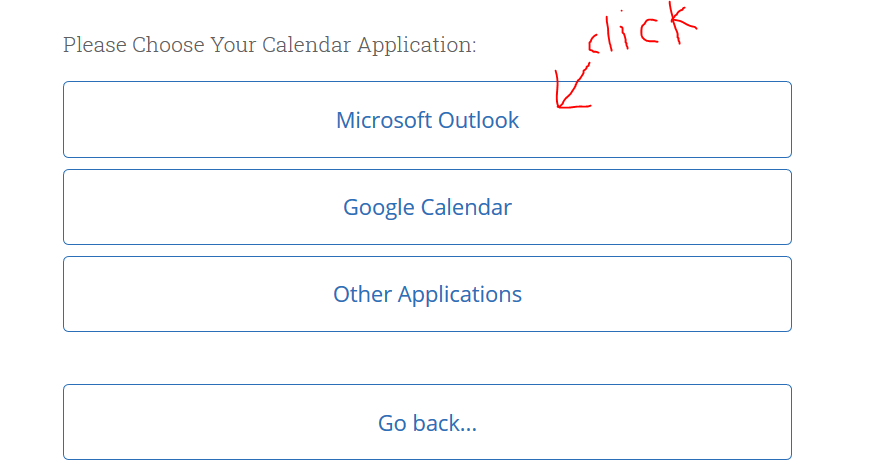 click
Please Choose Your Calendar Application:
Microsoft Outlook
Google Calendar
Other Applications
Go back...